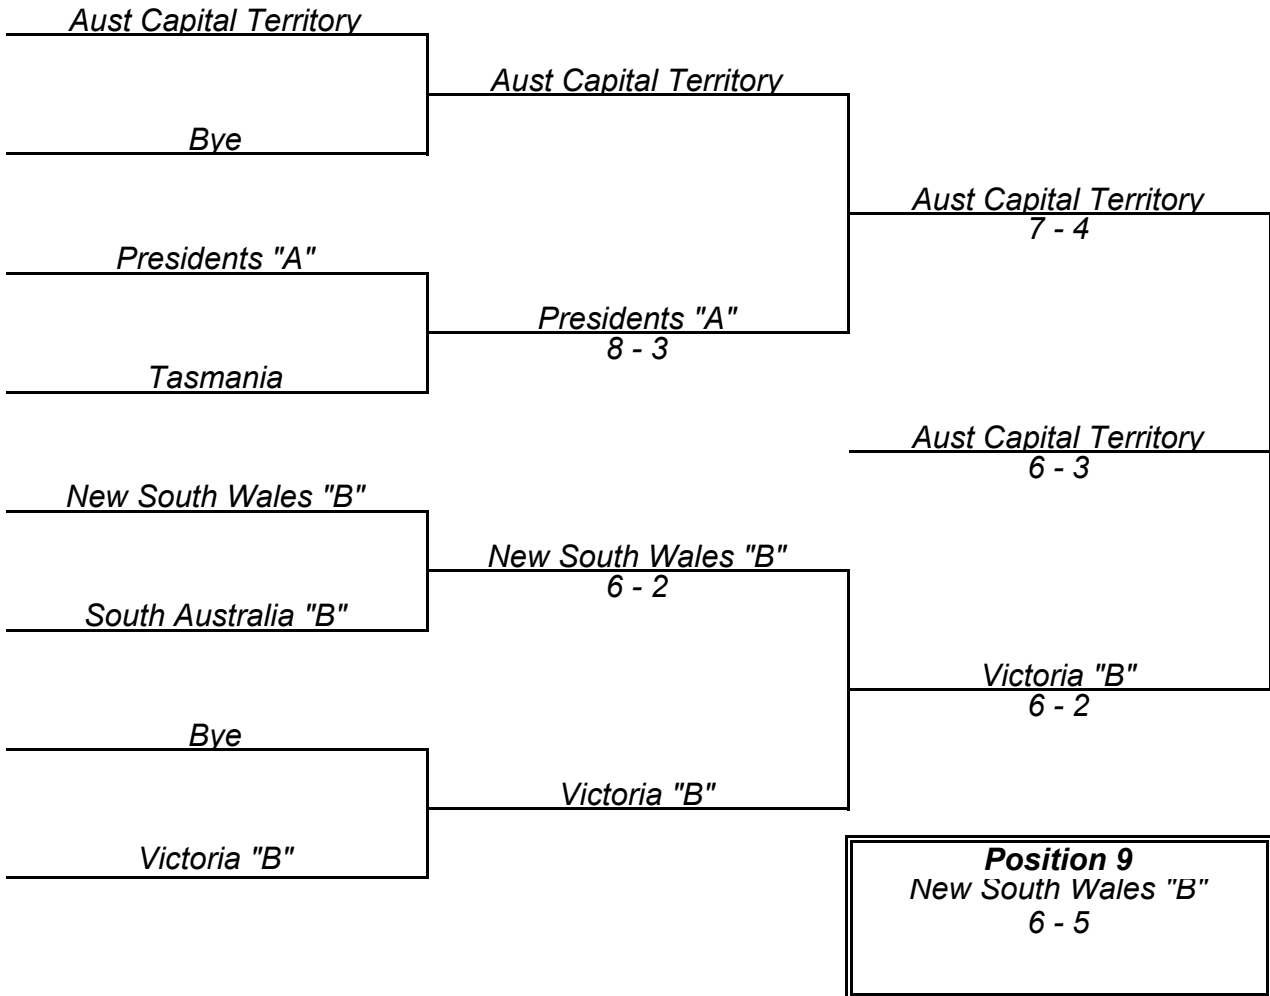 Aust Capital Territory
Aust Capital Territory
Bye
Aust Capital Territory
7 - 4
Presidents "A"
Presidents "A"
8 - 3
Tasmania
Aust Capital Territory
6 - 3
New South Wales "B"
New South Wales "B"
6 - 2
South Australia "B"
Victoria "B"
6 - 2
Bye
Victoria "B"
Victoria "B"
Position 9
New South Wales "B"
6 - 5